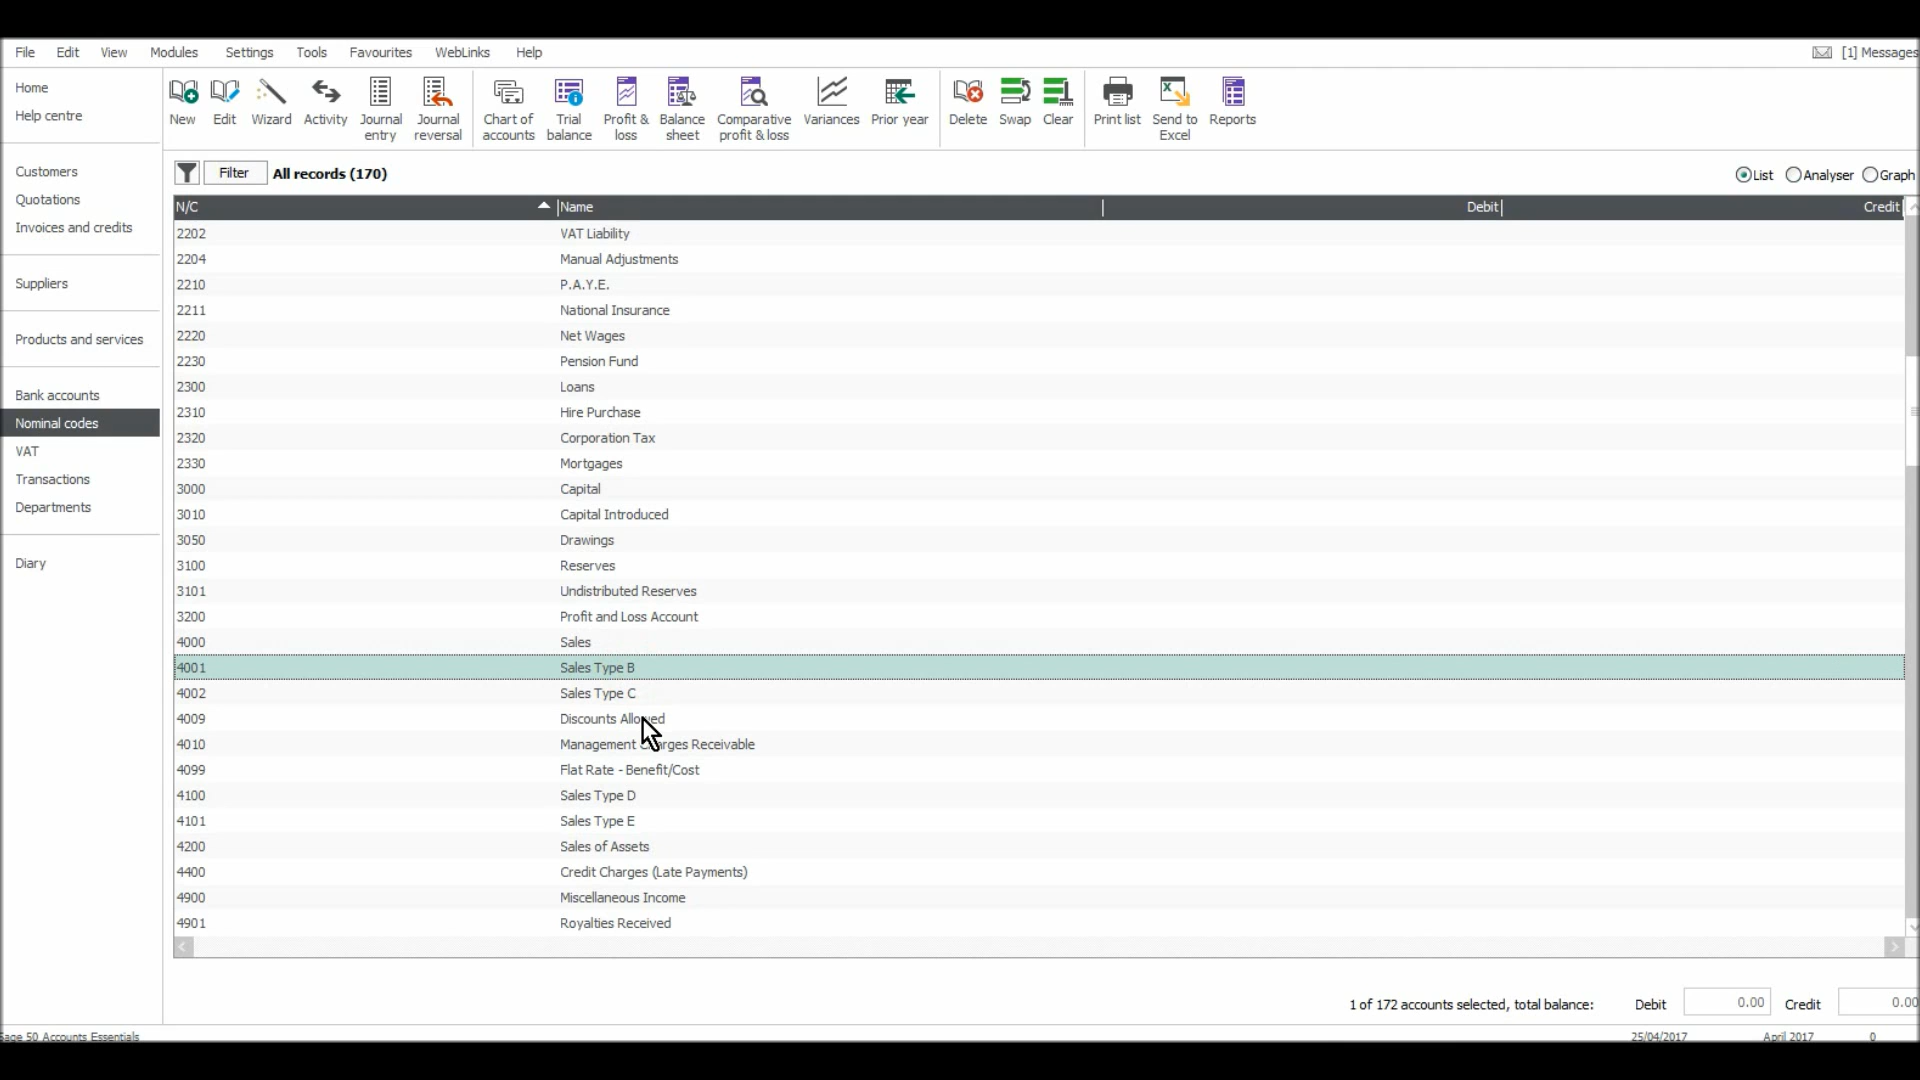 File Edit View Modules Settings Tools Favourites WebLinks Help [1] Messages
Home
Help centre
Customers
Quotations
Invoices and credits
Suppliers
Products and services
Bank accounts
Nominal codes
VAT
Transactions
Departments
Diary
New Edit Wizard Activity Journal entry Journal reversal Chart of accounts Trial balance Profit & loss Balance sheet Comparative profit & loss Variances Prior year Delete Swap Clear Print list Send to Excel Reports
Filter All records (170) List Analyser Graph
N/C Name Debit Credit
2202 VAT Liability
2204 Manual Adjustments
2210 P.A.Y.E.
2211 National Insurance
2220 Net Wages
2230 Pension Fund
2300 Loans
2310 Hire Purchase
2320 Corporation Tax
2330 Mortgages
3000 Capital
3010 Capital Introduced
3050 Drawings
3100 Reserves
3101 Undistributed Reserves
3200 Profit and Loss Account
4000 Sales
4001 Sales Type B
4002 Sales Type C
4009 Discounts Allowed
4010 Management Charges Receivable
4099 Flat Rate - Benefit/Cost
4100 Sales Type D
4101 Sales Type E
4200 Sales of Assets
4400 Credit Charges (Late Payments)
4900 Miscellaneous Income
4901 Royalties Received
1 of 172 accounts selected, total balance: Debit 0.00 Credit 0.00
Sage 50 Accounts Essentials 25/04/2017 April 2017 0